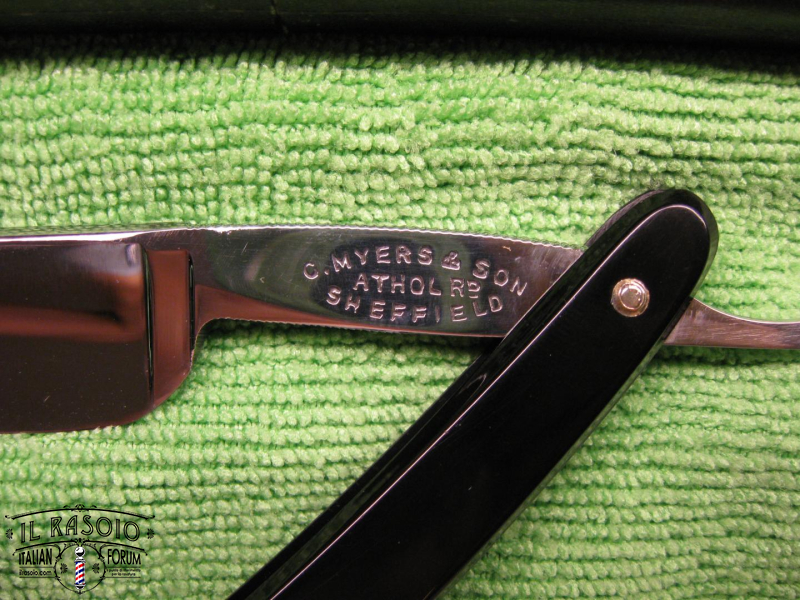 C. MYERS & SON
ATHOL RD
SHEFFIELD
IL RASOIO
ITALIAN FORUM
ilrasoio.com